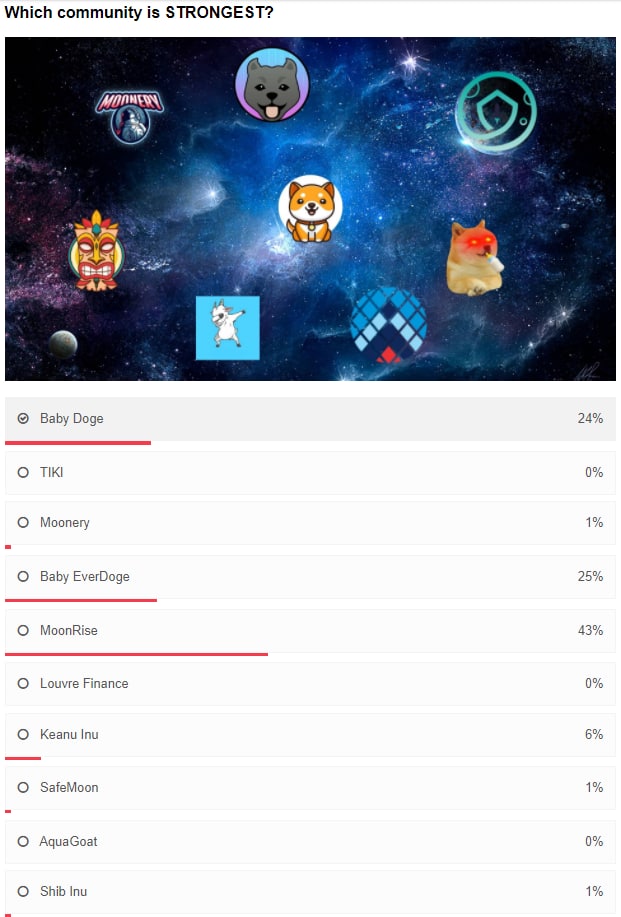 Which community is STRONGEST?
MOONERY
Baby Doge 24%
TIKI 0%
Moonery 1%
Baby EverDoge 25%
MoonRise 43%
Louvre Finance 0%
Keanu Inu 6%
SafeMoon 1%
AquaGoat 0%
Shib Inu 1%